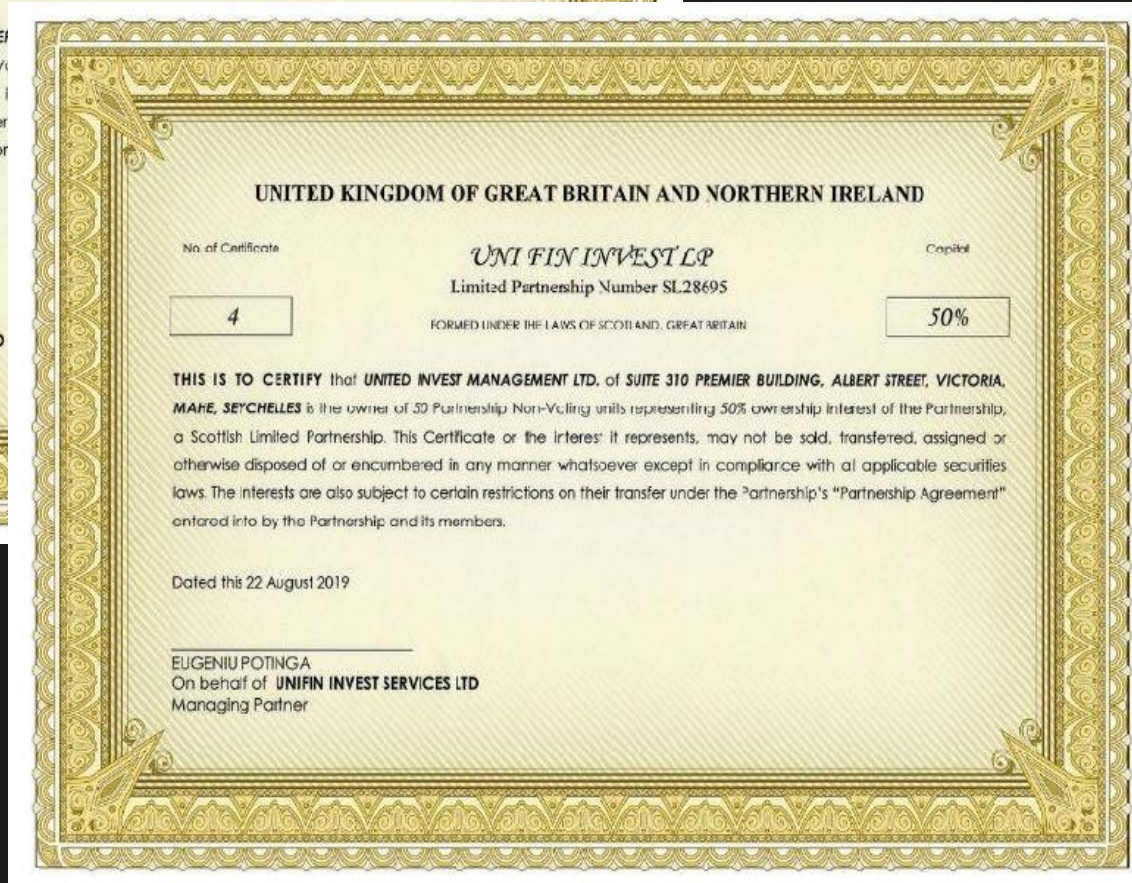 UNITED KINGDOM OF GREAT BRITAIN AND NORTHERN IRELAND
No. of Certificate
UNI FIN INVEST LP
Capital
Limited Partnership Number SL28695
4
FORMED UNDER THE LAWS OF SCOTLAND, GREAT BRITAIN
50%
THIS IS TO CERTIFY that UNITED INVEST MANAGEMENT LTD. of SUITE 310 PREMIER BUILDING, ALBERT STREET, VICTORIA,
MAHE, SEYCHELLES is the owner of 50 Partnership Non-Voting units representing 50% ownership interest of the Partnership,
a Scottish Limited Partnership. This Certificate or the interest it represents, may not be sold, transferred, assigned or
otherwise disposed of or encumbered in any manner whatsoever except in compliance with al applicable securities
laws. The interests are also subject to certain restrictions on their transfer under the Partnership's "Partnership Agreement"
entered into by the Partnership and its members.
Dated this 22 August 2019
EUGENIU POTINGA
On behalf of UNIFIN INVEST SERVICES LTD
Managing Partner